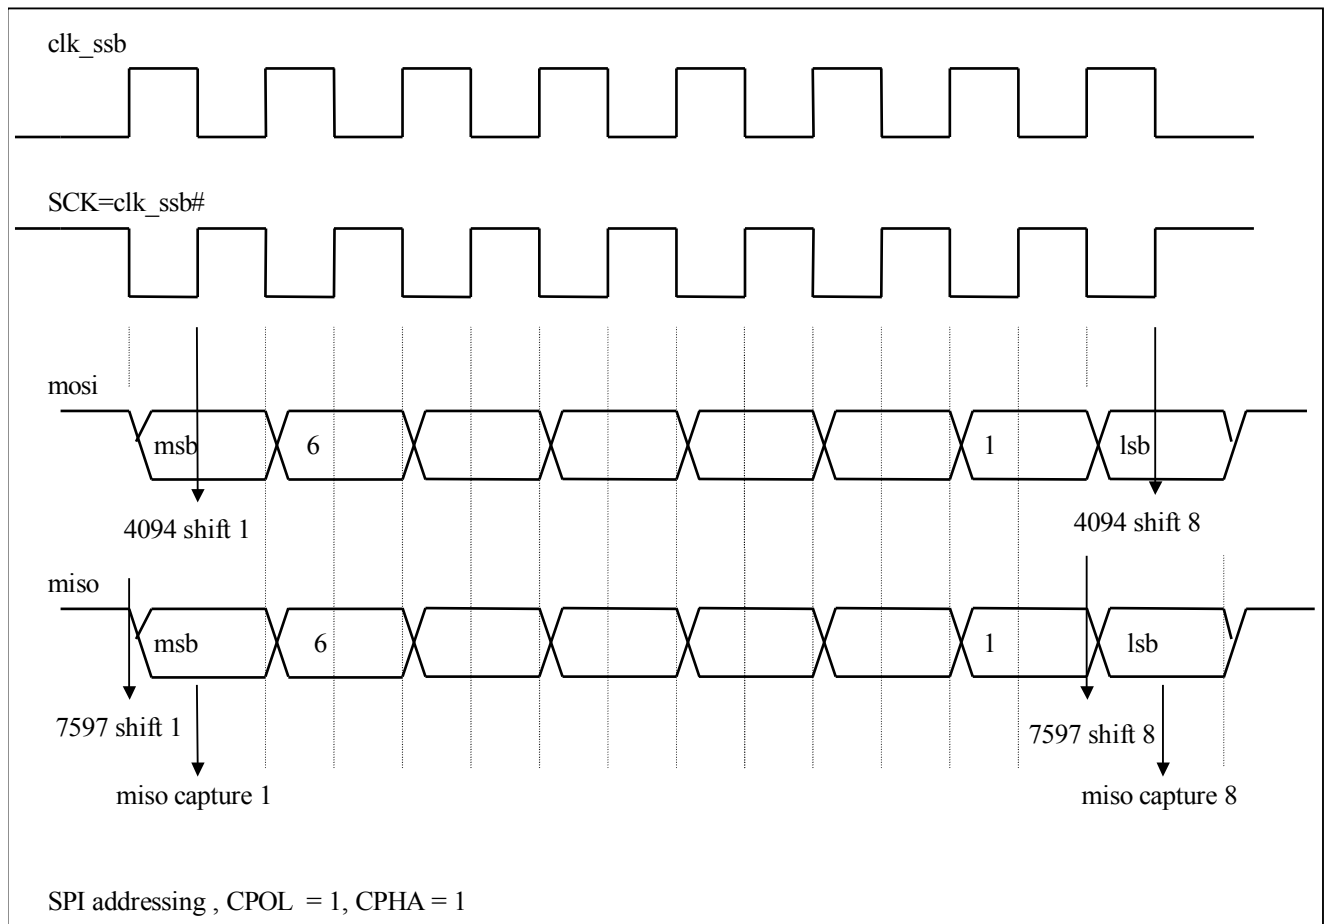 clk_ssb
SCK=clk_ssb#
mosi
msb 6 1 lsb
4094 shift 1 4094 shift 8
miso
msb 6 1 lsb
7597 shift 1 7597 shift 8
miso capture 1 miso capture 8
SPI addressing , CPOL = 1, CPHA = 1